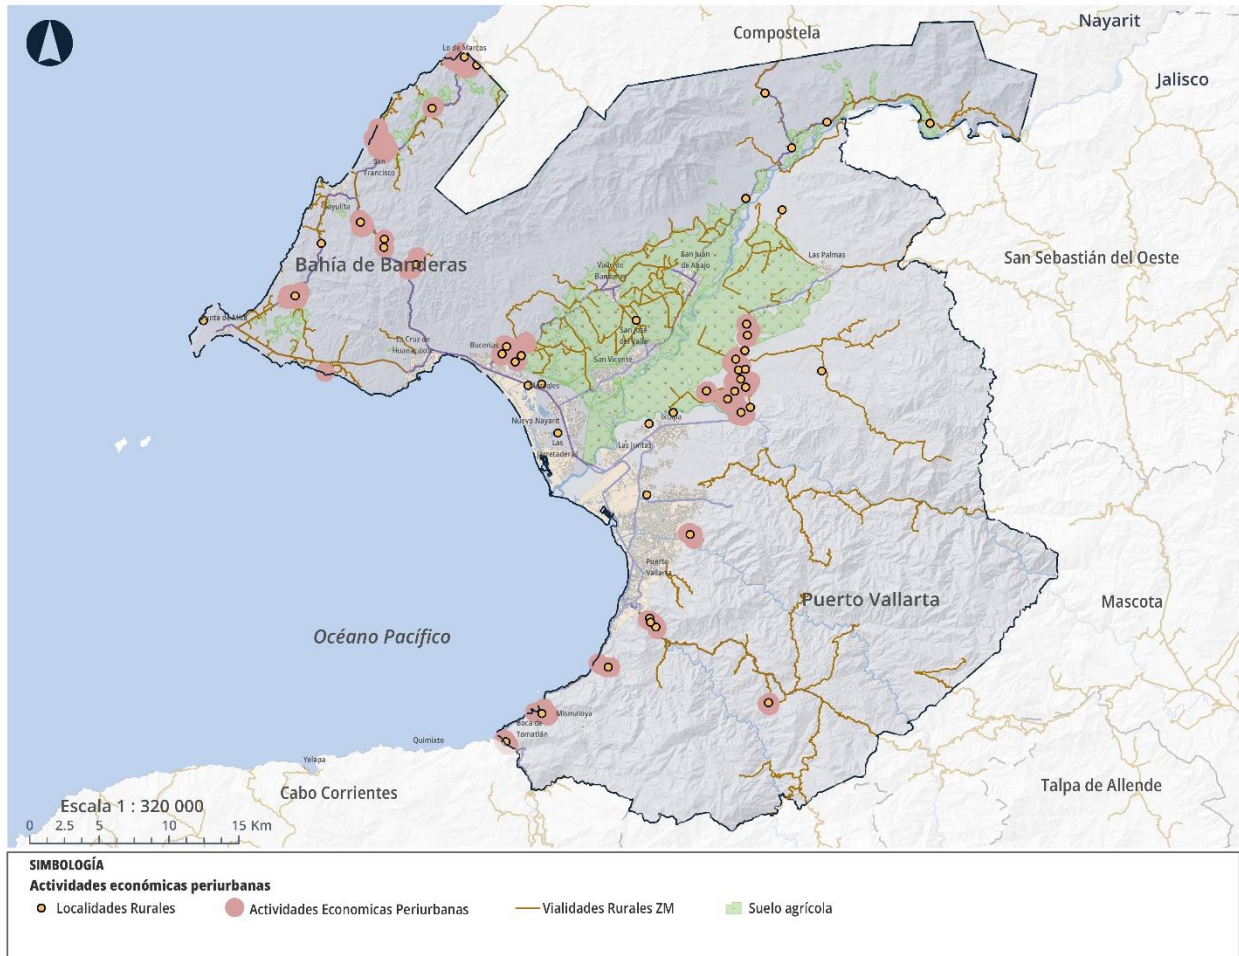 Nayarit
Compostela
Lo de Marcos
Jalisco
San
Francisco
Sayulita
Bahía de Banderas
Valle de
Banderas
San Juán
de Abajo
Las Palmas
San Sebastián del Oeste
Punta de Mita
La Cruz de
Huanacaxtle
Bucerías
San José
del Valle
San Vicente
Mezcales
Nuevo Nayarit
Las
Jarretaderas
Ixtapa
Las Juntas
Puerto
Vallarta
Puerto Vallarta
Mascota
Océano Pacífico
Mismaloya
Boca de
Tomatlán
Quimixto
Yelapa
Cabo Corrientes
Talpa de Allende
Escala 1 : 320 000
0 2.5 5 10 15 Km
SIMBOLOGÍA
Actividades económicas periurbanas
Localidades Rurales
Actividades Economicas Periurbanas
Vialidades Rurales ZM
Suelo agrícola